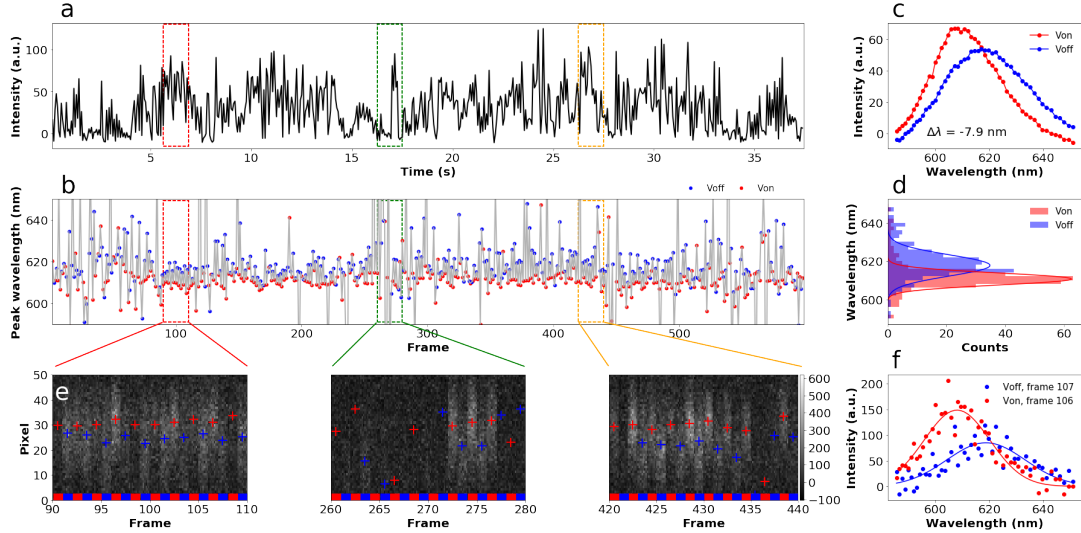 a
Intensity (a.u.)
100
50
0
5
10
15
20
25
30
35
Time (s)
c
Intensity (a.u.)
60
40
20
0
Von
Voff
Δλ = -7.9 nm
600
620
640
Wavelength (nm)
b
Voff
Von
Peak wavelength (nm)
640
620
600
100
200
300
400
500
Frame
d
Wavelength (nm)
640
620
600
Von
Voff
0
20
40
60
Counts
e
Pixel
50
40
30
20
10
0
90
95
100
105
110
Frame
260
265
270
275
280
Frame
420
425
430
435
440
Frame
600
500
400
300
200
100
0
−100
f
Intensity (a.u.)
200
150
100
50
0
Voff, frame 107
Von, frame 106
600
620
640
Wavelength (nm)